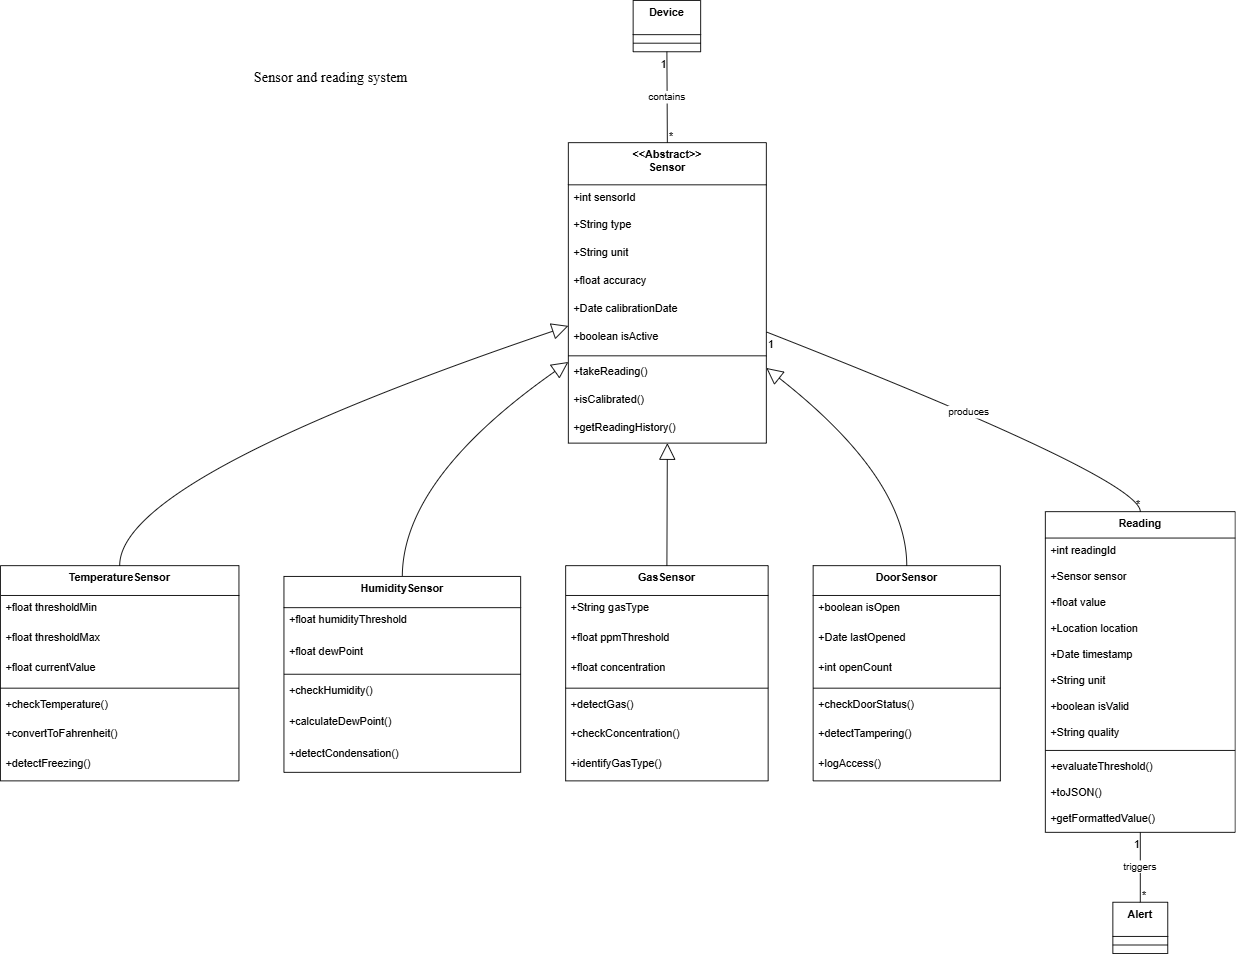 Device
Sensor and reading system
1
contains
*
<<Abstract>>
Sensor
+int sensorId
+String type
+String unit
+float accuracy
+Date calibrationDate
+boolean isActive
+takeReading()
+isCalibrated()
+getReadingHistory()
1
produces
*
TemperatureSensor
+float thresholdMin
+float thresholdMax
+float currentValue
+checkTemperature()
+convertToFahrenheit()
+detectFreezing()
HumiditySensor
+float humidityThreshold
+float dewPoint
+checkHumidity()
+calculateDewPoint()
+detectCondensation()
GasSensor
+String gasType
+float ppmThreshold
+float concentration
+detectGas()
+checkConcentration()
+identifyGasType()
DoorSensor
+boolean isOpen
+Date lastOpened
+int openCount
+checkDoorStatus()
+detectTampering()
+logAccess()
Reading
+int readingId
+Sensor sensor
+float value
+Location location
+Date timestamp
+String unit
+boolean isValid
+String quality
+evaluateThreshold()
+toJSON()
+getFormattedValue()
1
triggers
*
Alert